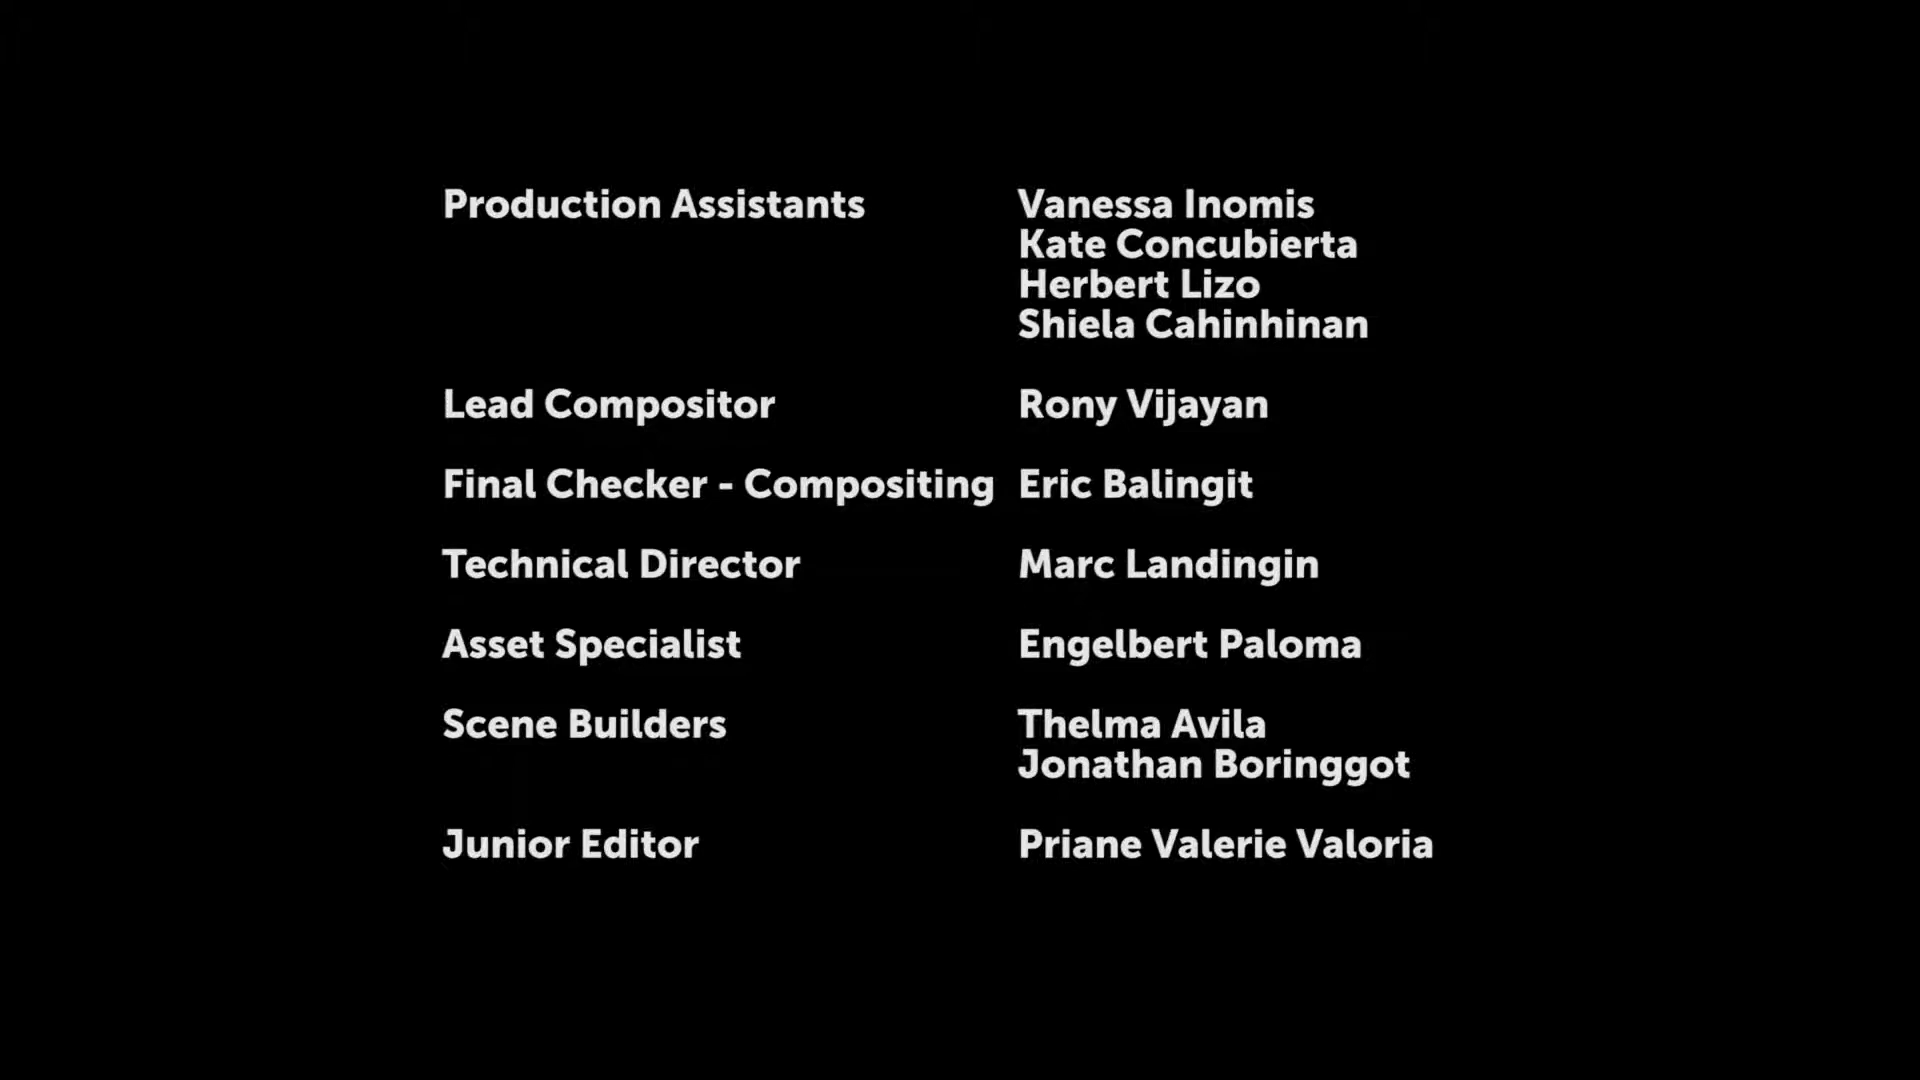 Production Assistants Vanessa Inomis
Kate Concubierta
Herbert Lizo
Shiela Cahinhinan
Lead Compositor Rony Vijayan
Final Checker - Compositing Eric Balingit
Technical Director Marc Landingin
Asset Specialist Engelbert Paloma
Scene Builders Thelma Avila
Jonathan Boringgot
Junior Editor Priane Valerie Valoria